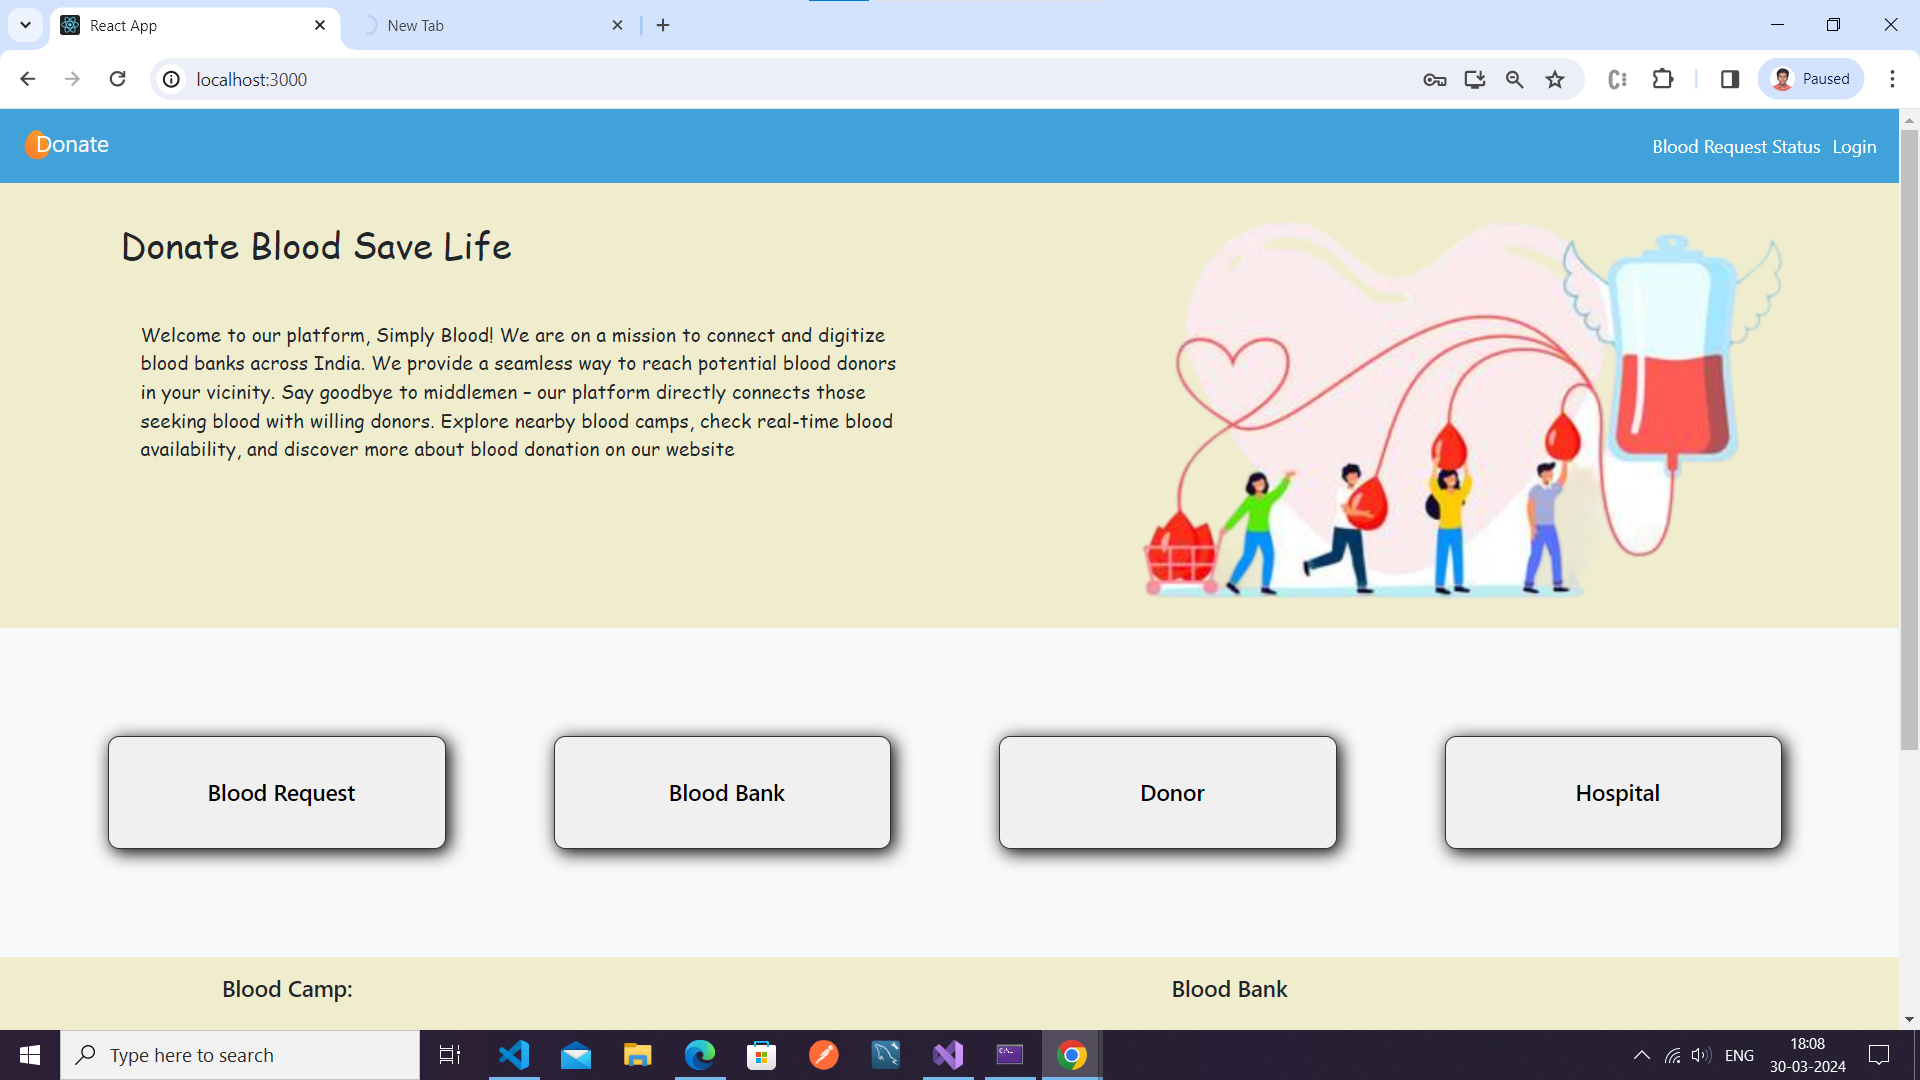 React App
New Tab
localhost:3000
Paused
Donate
Blood Request Status Login
Donate Blood Save Life
Welcome to our platform, Simply Blood! We are on a mission to connect and digitize
blood banks across India. We provide a seamless way to reach potential blood donors
in your vicinity. Say goodbye to middlemen – our platform directly connects those
seeking blood with willing donors. Explore nearby blood camps, check real-time blood
availability, and discover more about blood donation on our website
Blood Request
Blood Bank
Donor
Hospital
Blood Camp:
Blood Bank
Type here to search
ENG
18:08
30-03-2024